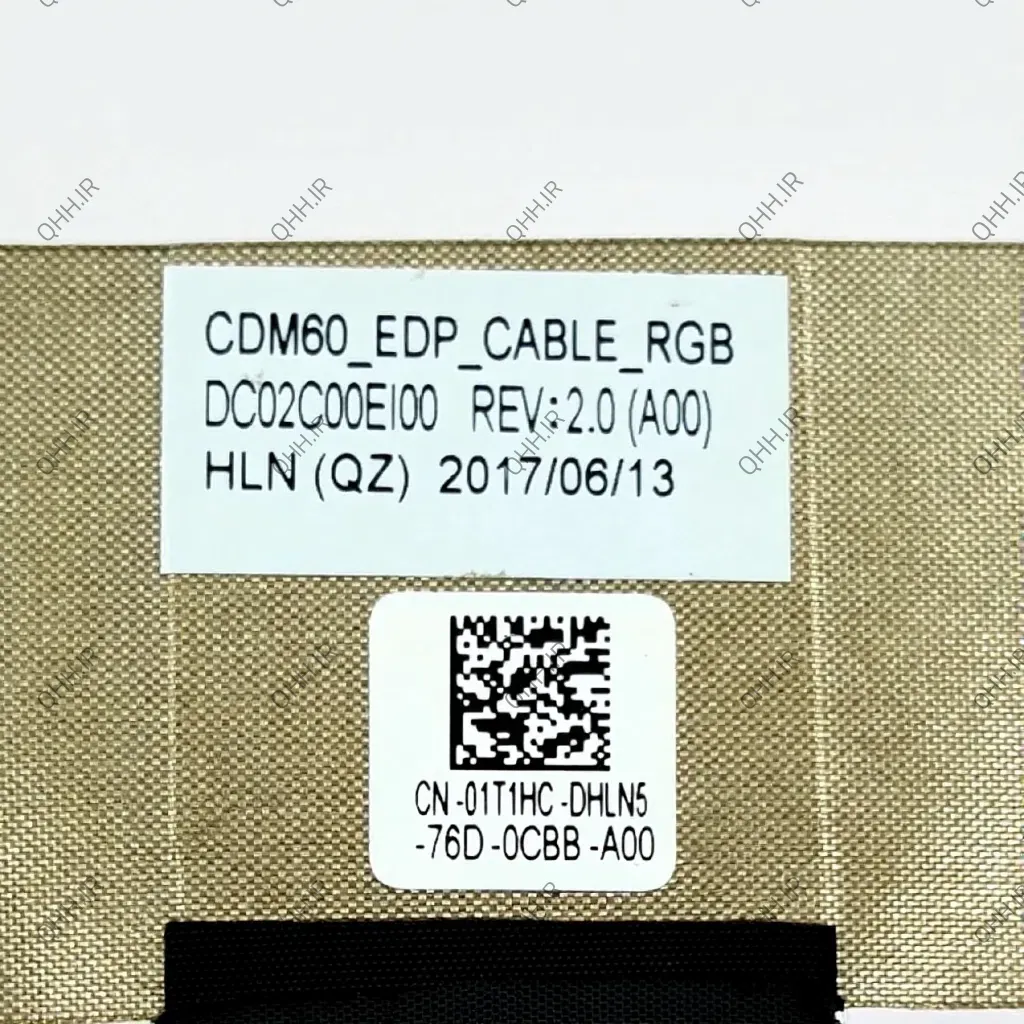 CDM60_EDP_CABLE_RGB
DC02C00EI00 REV:2.0 (A00)
HLN (QZ) 2017/06/13
CN-01T1HC-DHLN5
-76D-0CBB-A00
QHH.IR